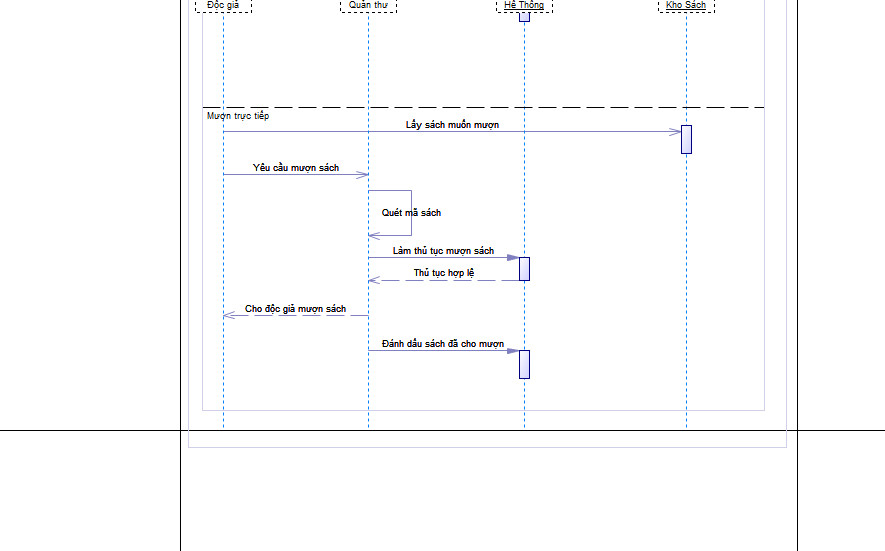 Độc giả
Quản thư
Hệ Thống
Kho Sách
Mượn trực tiếp
Lấy sách muốn mượn
Yêu cầu mượn sách
Quét mã sách
Làm thủ tục mượn sách
Thủ tục hợp lệ
Cho độc giả mượn sách
Đánh dấu sách đã cho mượn